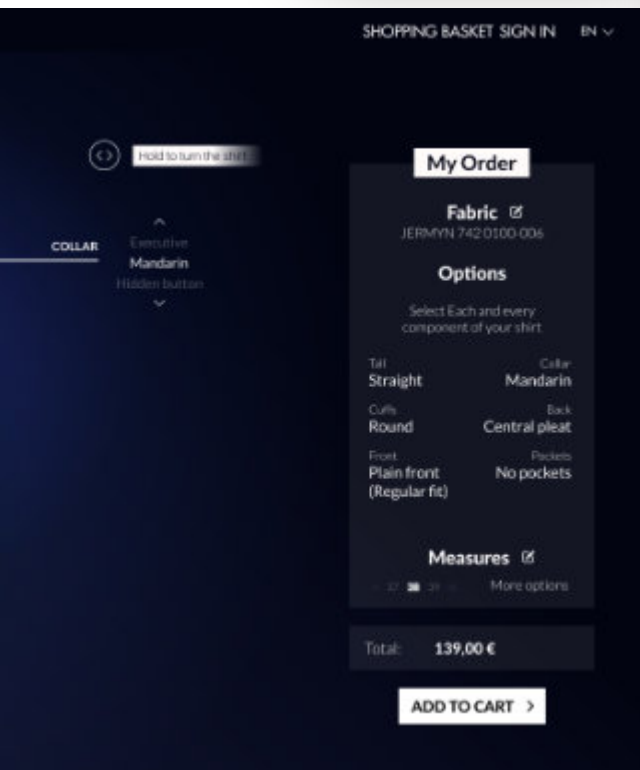 SHOPPING BASKET SIGN IN EN
Hold to turn the shirt
My Order
Fabric
JERMYN 742 0100-006
COLLAR
Executive
Mandarin
Hidden button
Options
Select Each and every
component of your shirt
Tail Collar
Straight Mandarin
Cuffs Back
Round Central pleat
Front Pockets
Plain front No pockets
(Regular fit)
Measures
37 38 39 More options
Total: 139,00 €
ADD TO CART >